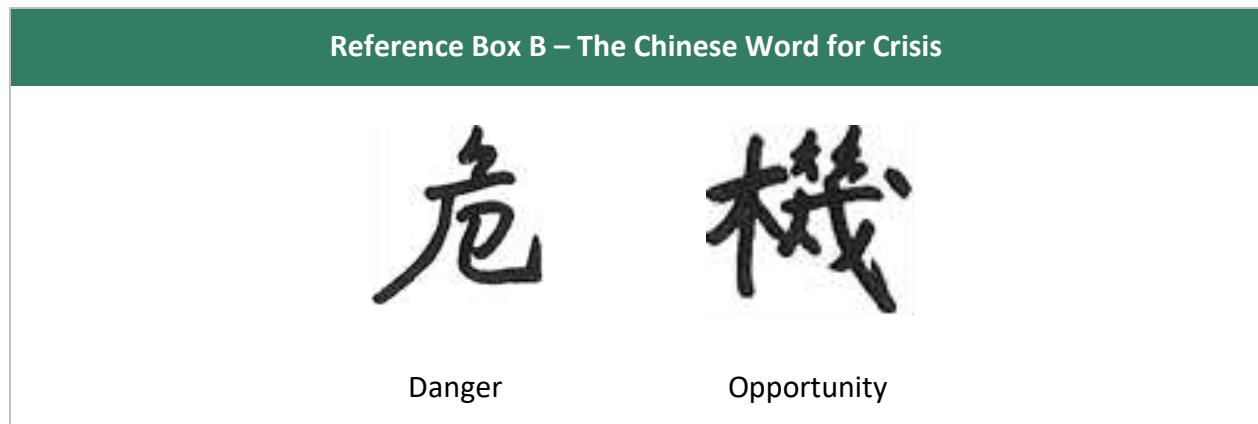 Reference Box B – The Chinese Word for Crisis
危 機
Danger Opportunity